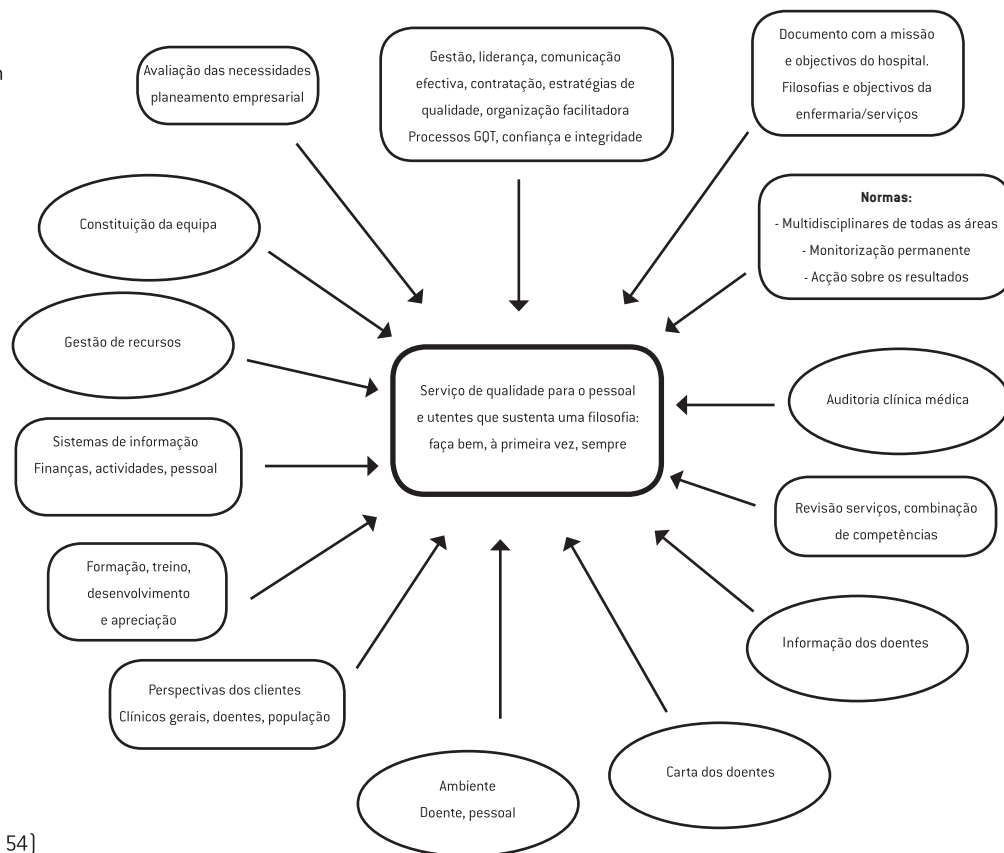 Avaliação das necessidades
planeamento empresarial
Gestão, liderança, comunicação
efectiva, contratação, estratégias de
qualidade, organização facilitadora
Processos GQT, confiança e integridade
Documento com a missão
e objectivos do hospital.
Filosofias e objectivos da
enfermaria/serviços
Constituição da equipa
Normas:
- Multidisciplinares de todas as áreas
- Monitorização permanente
- Acção sobre os resultados
Gestão de recursos
Serviço de qualidade para o pessoal
e utentes que sustenta uma filosofia:
faça bem, à primeira vez, sempre
Auditoria clínica médica
Sistemas de informação
Finanças, actividades, pessoal
Revisão serviços, combinação
de competências
Formação, treino,
desenvolvimento
e apreciação
Informação dos doentes
Perspectivas dos clientes
Clínicos gerais, doentes, população
Ambiente
Doente, pessoal
Carta dos doentes
54)